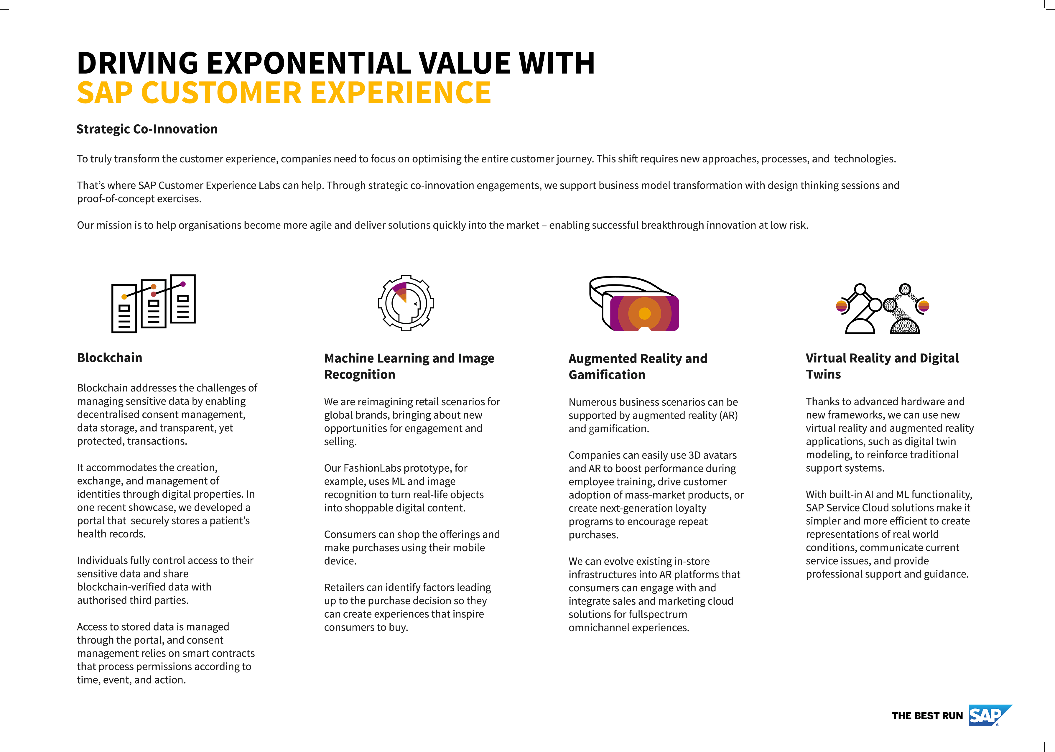 DRIVING EXPONENTIAL VALUE WITH
SAP CUSTOMER EXPERIENCE
Strategic Co-Innovation
To truly transform the customer experience, companies need to focus on optimising the entire customer journey. This shift requires new approaches, processes, and technologies.
That's where SAP Customer Experience Labs can help. Through strategic co-innovation engagements, we support business model transformation with design thinking sessions and
proof-of-concept exercises.
Our mission is to help organisations become more agile and deliver solutions quickly into the market – enabling successful breakthrough innovation at low risk.
Blockchain
Blockchain addresses the challenges of
managing sensitive data by enabling
decentralised consent management,
data storage, and transparent, yet
protected, transactions.
It accommodates the creation,
exchange, and management of
identities through digital properties. In
one recent showcase, we developed a
portal that securely stores a patient's
health records.
Individuals fully control access to their
sensitive data and share
blockchain-verified data with
authorised third parties.
Access to stored data is managed
through the portal, and consent
management relies on smart contracts
that process permissions according to
time, event, and action.
Machine Learning and Image
Recognition
We are reimagining retail scenarios for
global brands, bringing about new
opportunities for engagement and
selling.
Our FashionLabs prototype, for
example, uses ML and image
recognition to turn real-life objects
into shoppable digital content.
Consumers can shop the offerings and
make purchases using their mobile
device.
Retailers can identify factors leading
up to the purchase decision so they
can create experiences that inspire
consumers to buy.
Augmented Reality and
Gamification
Numerous business scenarios can be
supported by augmented reality (AR)
and gamification.
Companies can easily use 3D avatars
and AR to boost performance during
employee training, drive customer
adoption of mass-market products, or
create next-generation loyalty
programs to encourage repeat
purchases.
We can evolve existing in-store
infrastructures into AR platforms that
consumers can engage with and
integrate sales and marketing cloud
solutions for fullspectrum
omnichannel experiences.
Virtual Reality and Digital
Twins
Thanks to advanced hardware and
new frameworks, we can use new
virtual reality and augmented reality
applications, such as digital twin
modeling, to reinforce traditional
support systems.
With built-in AI and ML functionality,
SAP Service Cloud solutions make it
simpler and more efficient to create
representations of real world
conditions, communicate current
service issues, and provide
professional support and guidance.
THE BEST RUN SAP